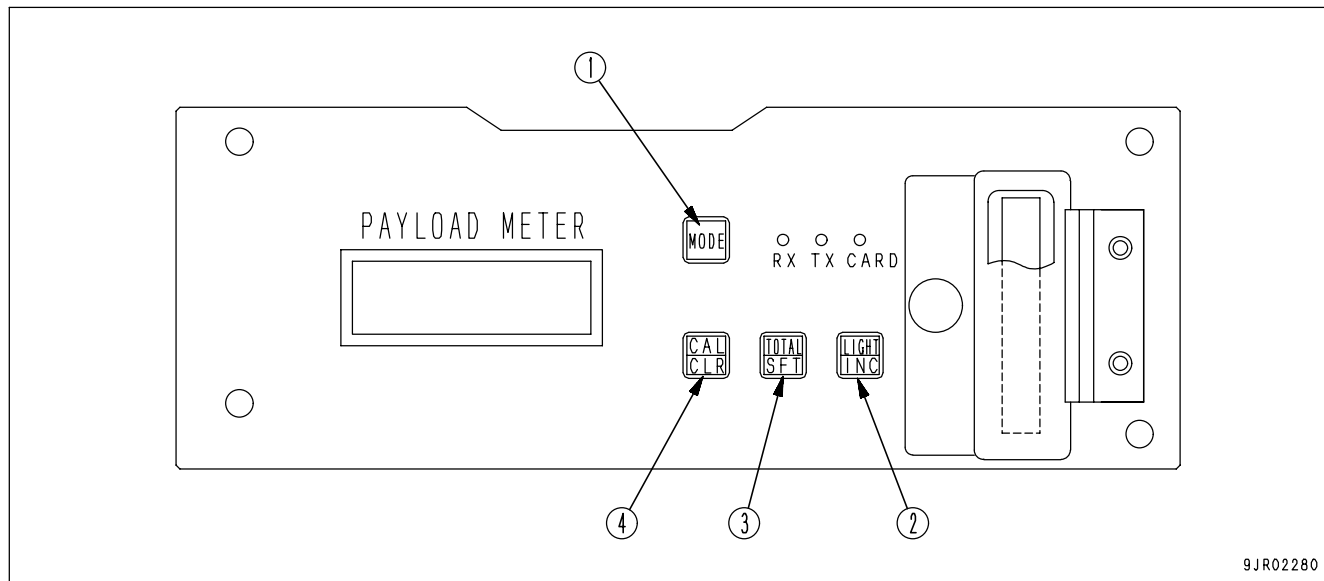 ①
PAYLOAD METER
MODE
RX TX CARD
CAL
CLR
TOTAL
SFT
LIGHT
INC
④ ③ ②
9JR02280